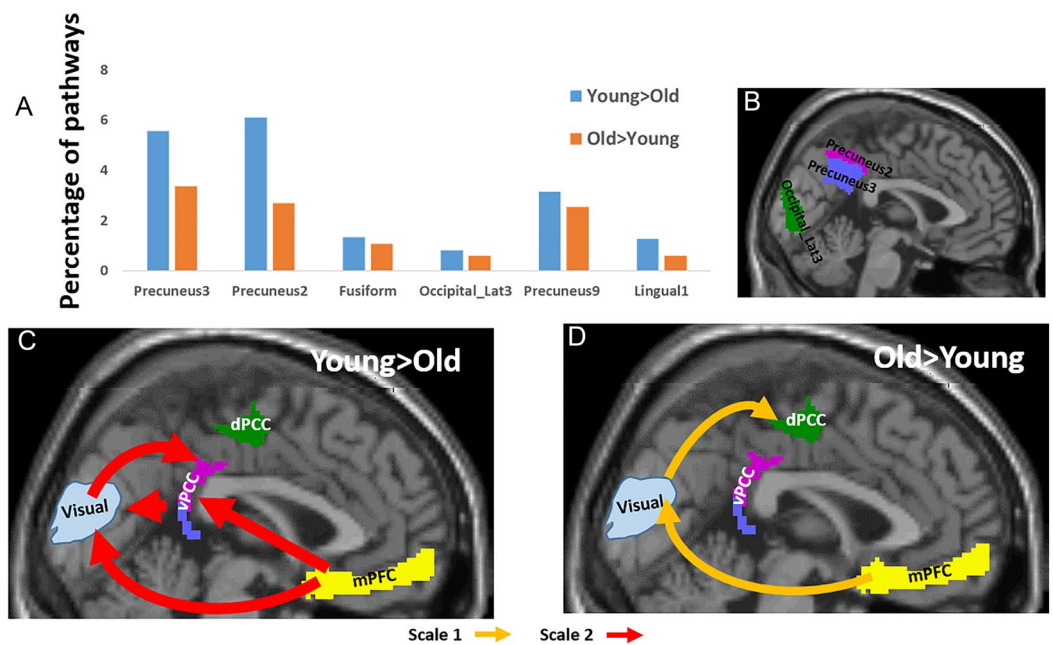 A
Percentage of pathways
8
6
4
2
0
Young>Old
Old>Young
Precuneus3 Precuneus2 Fusiform Occipital_Lat3 Precuneus9 Lingual1
B
Precuneus2
Precuneus3
Occipital_Lat3
C
Young>Old
dPCC
vPCC
Visual
mPFC
D
Old>Young
dPCC
vPCC
Visual
mPFC
Scale 1 Scale 2